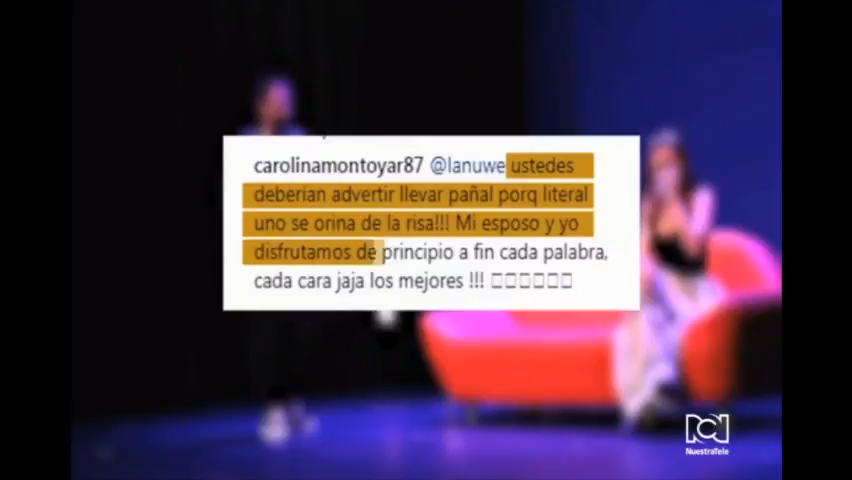 carolinamontoyar87 @lanuwe ustedes
deberian advertir llevar pañal porq literal
uno se orina de la risa!!! Mi esposo y yo
disfrutamos de principio a fin cada palabra,
cada cara jaja los mejores !!! □□□□□□
RCN
NuestraTele